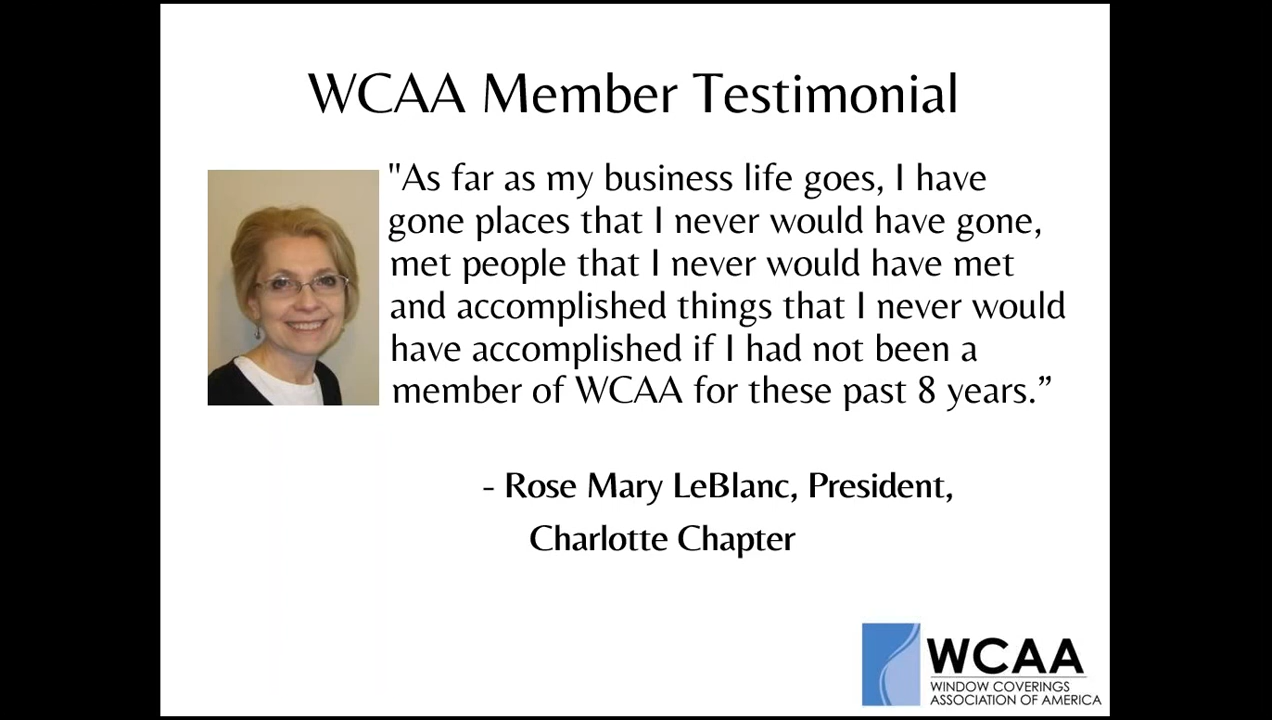 WCAA Member Testimonial
"As far as my business life goes, I have
gone places that I never would have gone,
met people that I never would have met
and accomplished things that I never would
have accomplished if I had not been a
member of WCAA for these past 8 years.”
- Rose Mary LeBlanc, President,
Charlotte Chapter
WCAA
WINDOW COVERINGS
ASSOCIATION OF AMERICA